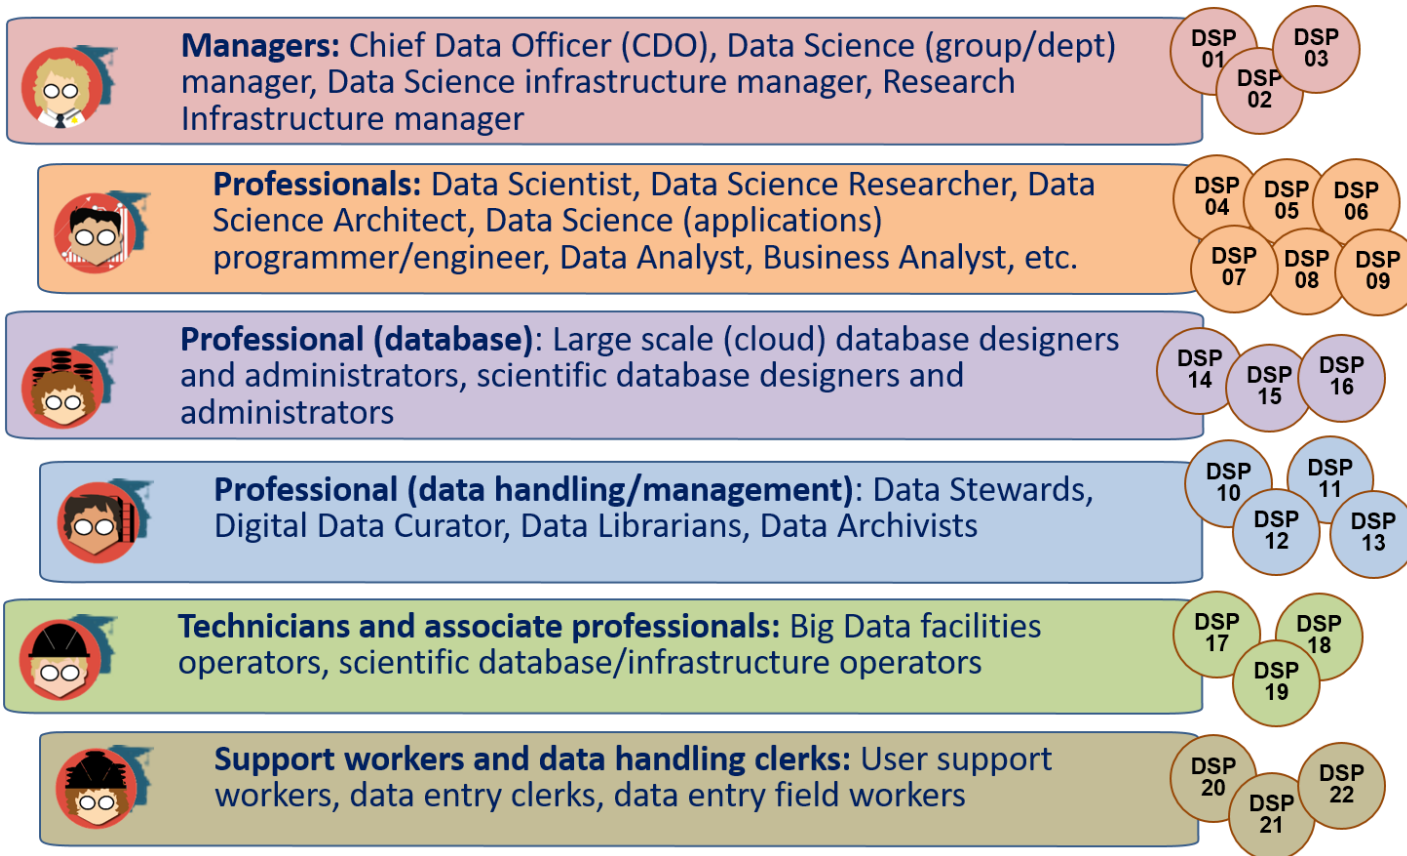 Managers: Chief Data Officer (CDO), Data Science (group/dept)
manager, Data Science infrastructure manager, Research
Infrastructure manager
DSP
01
DSP
02
DSP
03
Professionals: Data Scientist, Data Science Researcher, Data
Science Architect, Data Science (applications)
programmer/engineer, Data Analyst, Business Analyst, etc.
DSP
04
DSP
05
DSP
06
DSP
07
DSP
08
DSP
09
Professional (database): Large scale (cloud) database designers
and administrators, scientific database designers and
administrators
DSP
14
DSP
15
DSP
16
Professional (data handling/management): Data Stewards,
Digital Data Curator, Data Librarians, Data Archivists
DSP
10
DSP
11
DSP
12
DSP
13
Technicians and associate professionals: Big Data facilities
operators, scientific database/infrastructure operators
DSP
17
DSP
18
DSP
19
Support workers and data handling clerks: User support
workers, data entry clerks, data entry field workers
DSP
20
DSP
21
DSP
22